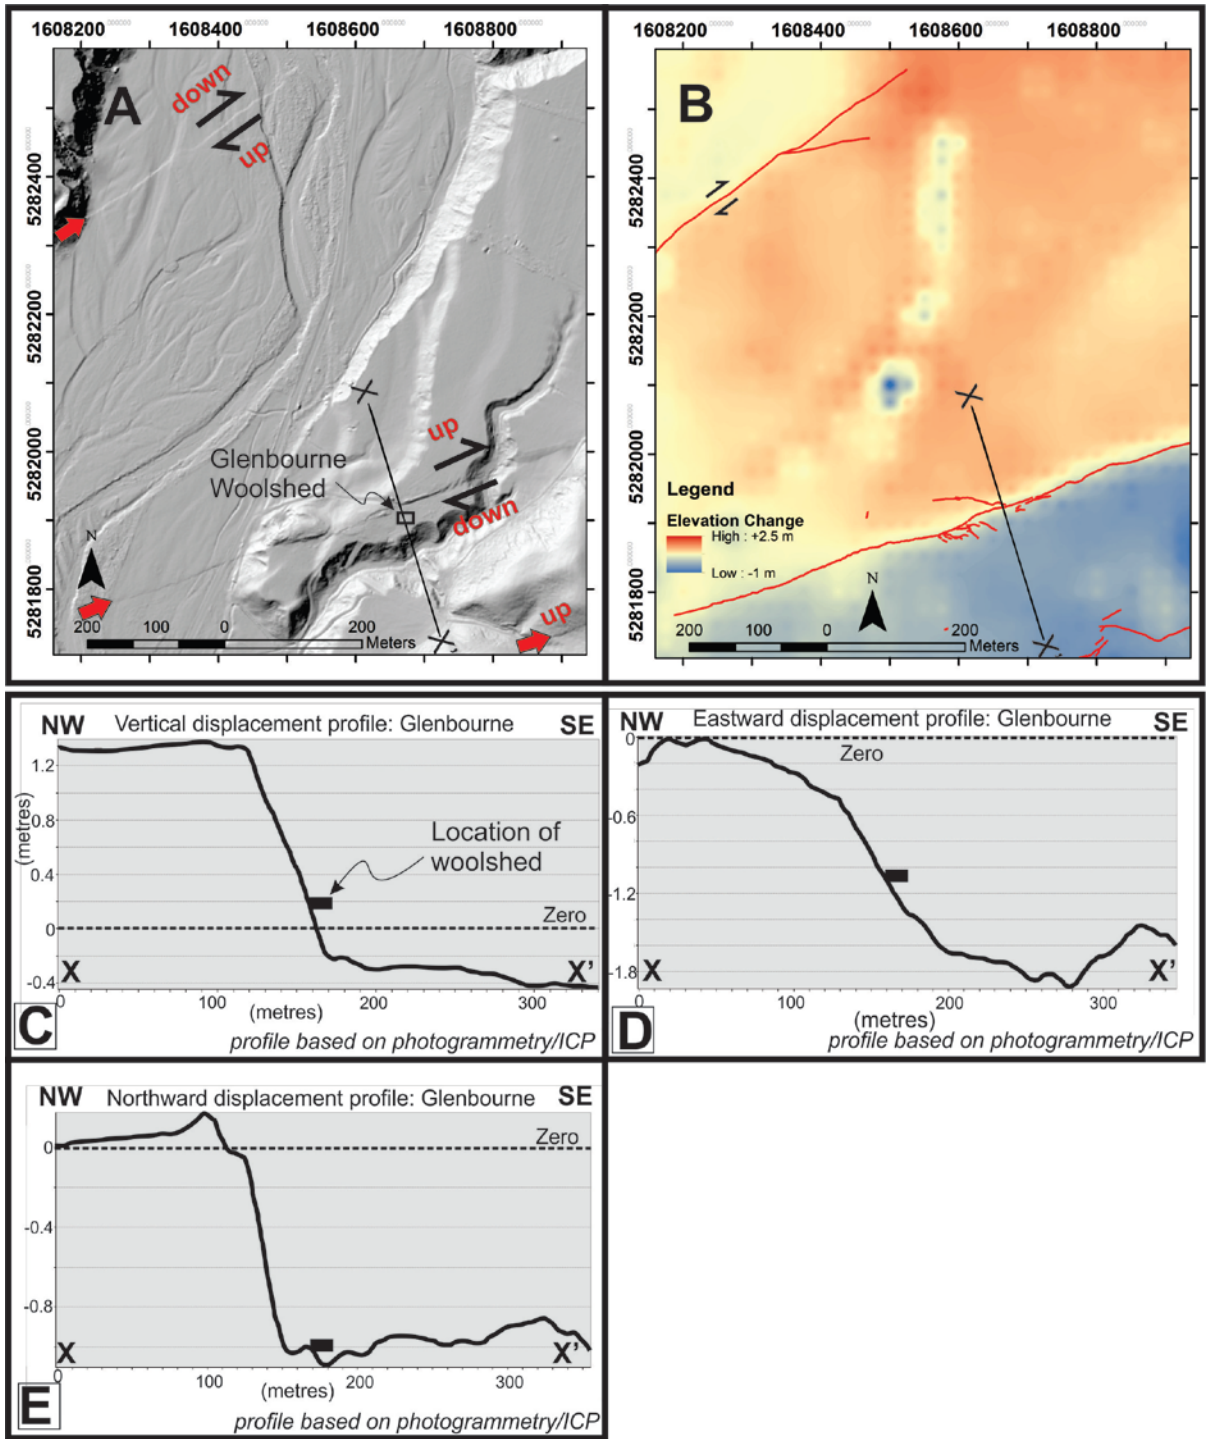 1608200 1608400 1608600 1608800
A
down
up
5282400
5282200
5282000
5281800
Glenbourne
Woolshed
up
down
up
N
200 100 0 200
Meters
1608200 1608400 1608600 1608800
B
5282400
5282200
5282000
5281800
Legend
Elevation Change
High : +2.5 m
Low : -1 m
N
200 100 0 200
Meters
NW Vertical displacement profile: Glenbourne SE
1.2
0.8
0.4
0
-0.4
(metres)
Location of
woolshed
Zero
X X’
0 100 200 300
(metres)
C
profile based on photogrammetry/ICP
NW Eastward displacement profile: Glenbourne SE
0
-0.6
-1.2
-1.8
Zero
X X’
0 100 200 300
(metres)
D
profile based on photogrammetry/ICP
NW Northward displacement profile: Glenbourne SE
0
-0.4
-0.8
Zero
X X’
0 100 200 300
(metres)
E
profile based on photogrammetry/ICP